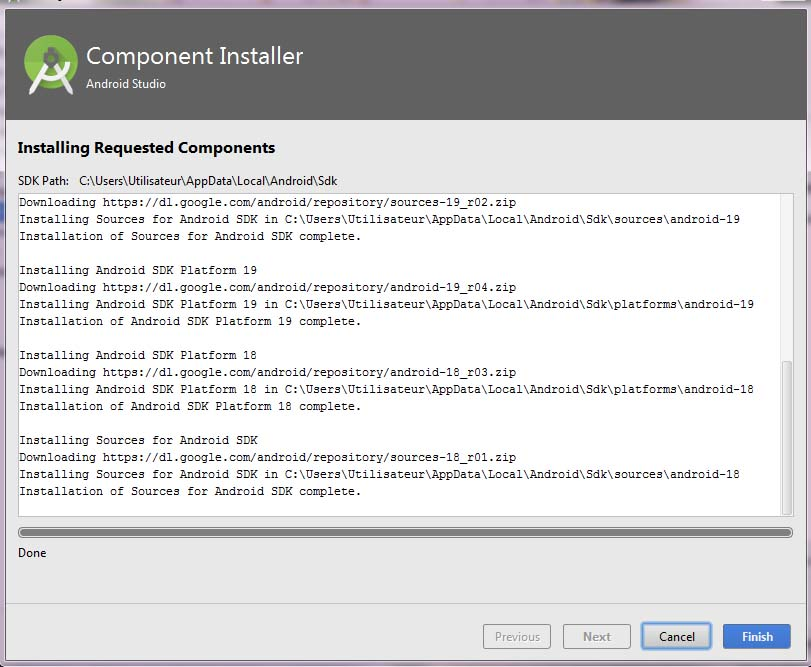 Component Installer
Android Studio
Installing Requested Components
SDK Path: C:\Users\Utilisateur\AppData\Local\Android\Sdk
Downloading https://dl.google.com/android/repository/sources-19_r02.zip
Installing Sources for Android SDK in C:\Users\Utilisateur\AppData\Local\Android\Sdk\sources\android-19
Installation of Sources for Android SDK complete.
Installing Android SDK Platform 19
Downloading https://dl.google.com/android/repository/android-19_r04.zip
Installing Android SDK Platform 19 in C:\Users\Utilisateur\AppData\Local\Android\Sdk\platforms\android-19
Installation of Android SDK Platform 19 complete.
Installing Android SDK Platform 18
Downloading https://dl.google.com/android/repository/android-18_r03.zip
Installing Android SDK Platform 18 in C:\Users\Utilisateur\AppData\Local\Android\Sdk\platforms\android-18
Installation of Android SDK Platform 18 complete.
Installing Sources for Android SDK
Downloading https://dl.google.com/android/repository/sources-18_r01.zip
Installing Sources for Android SDK in C:\Users\Utilisateur\AppData\Local\Android\Sdk\sources\android-18
Installation of Sources for Android SDK complete.
Done
Previous Next Cancel Finish